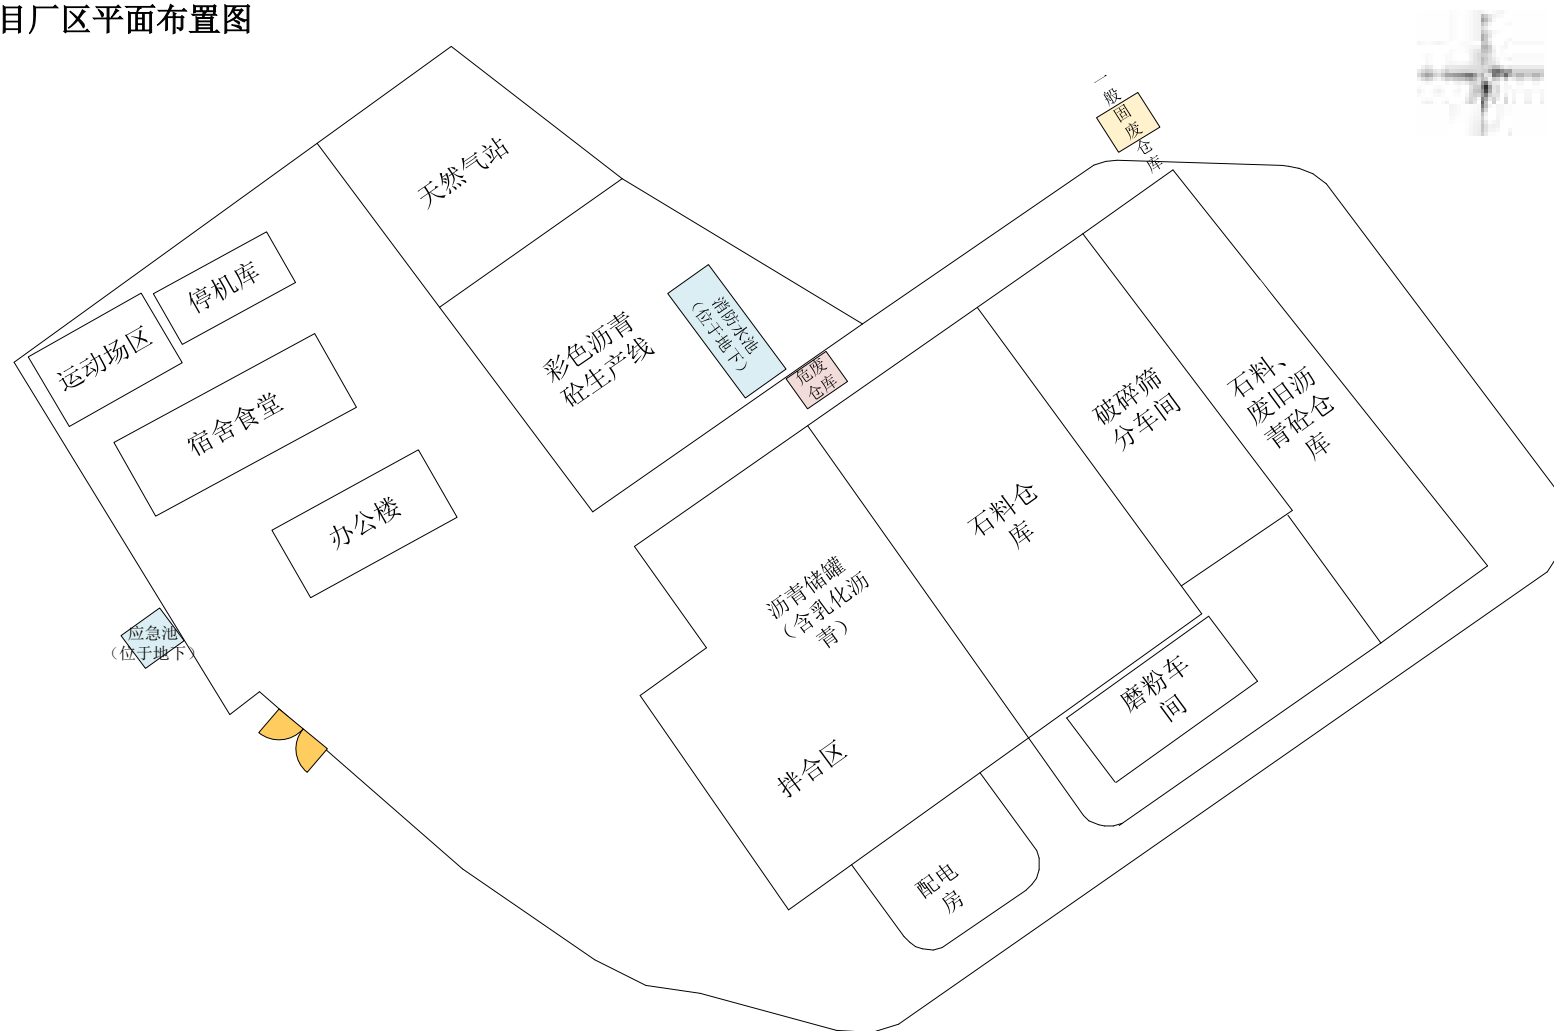 目厂区平面布置图
一般固废仓库
天然气站
停机库
运动场区
彩色沥青
砼生产线
消防水池
（位于地下）
危废
仓库
宿舍食堂
破碎筛
分车间
石料、
废旧沥
青砼仓
库
办公楼
石料仓
库
沥青储罐
（含乳化沥
青）
应急池
（位于地下）
磨粉车
间
拌合区
配电
房